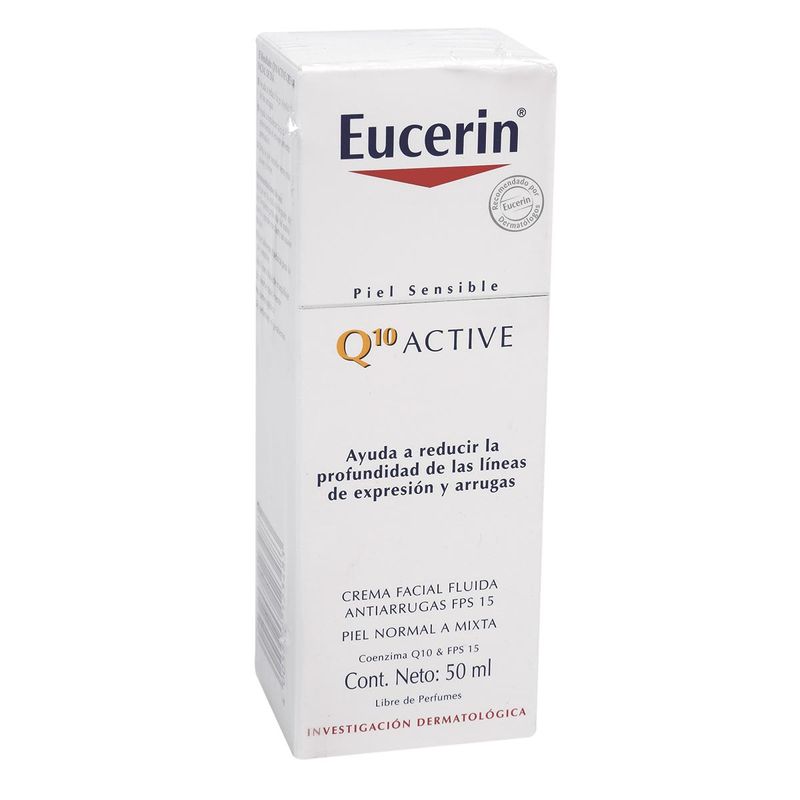 Eucerin®
Recomendado por
Eucerin
Dermatólogos
Piel Sensible
Q10 ACTIVE
Ayuda a reducir la
profundidad de las líneas
de expresión y arrugas
CREMA FACIAL FLUIDA
ANTIARRUGAS FPS 15
PIEL NORMAL A MIXTA
Coenzima Q10 & FPS 15
Cont. Neto: 50 ml
Libre de Perfumes
INVESTIGACIÓN DERMATOLÓGICA